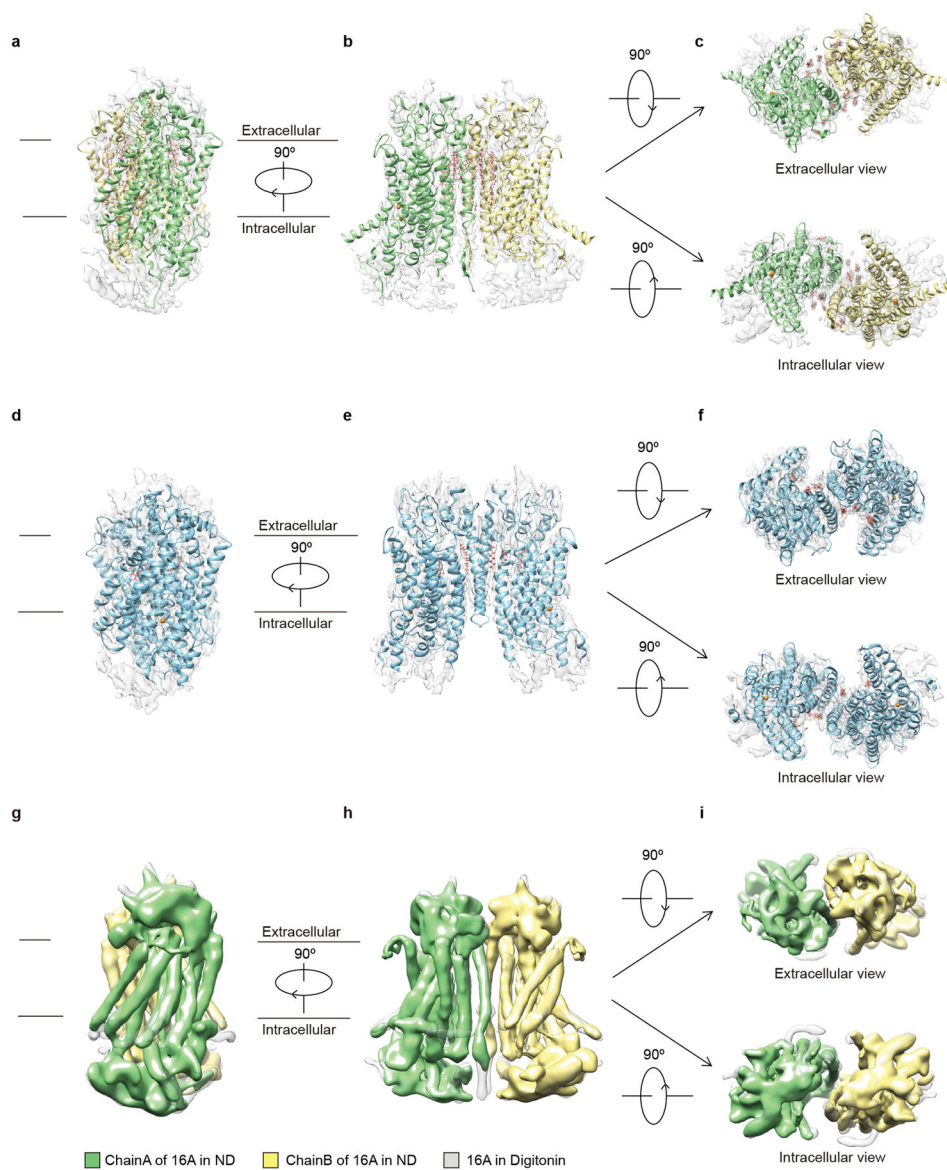 a
b
c
90º
Extracellular
90º
Intracellular
Extracellular view
90º
Intracellular view
d
e
f
90º
Extracellular
90º
Intracellular
Extracellular view
90º
Intracellular view
g
h
i
90º
Extracellular
90º
Intracellular
Extracellular view
90º
Intracellular view
ChainA of 16A in ND
ChainB of 16A in ND
16A in Digitonin